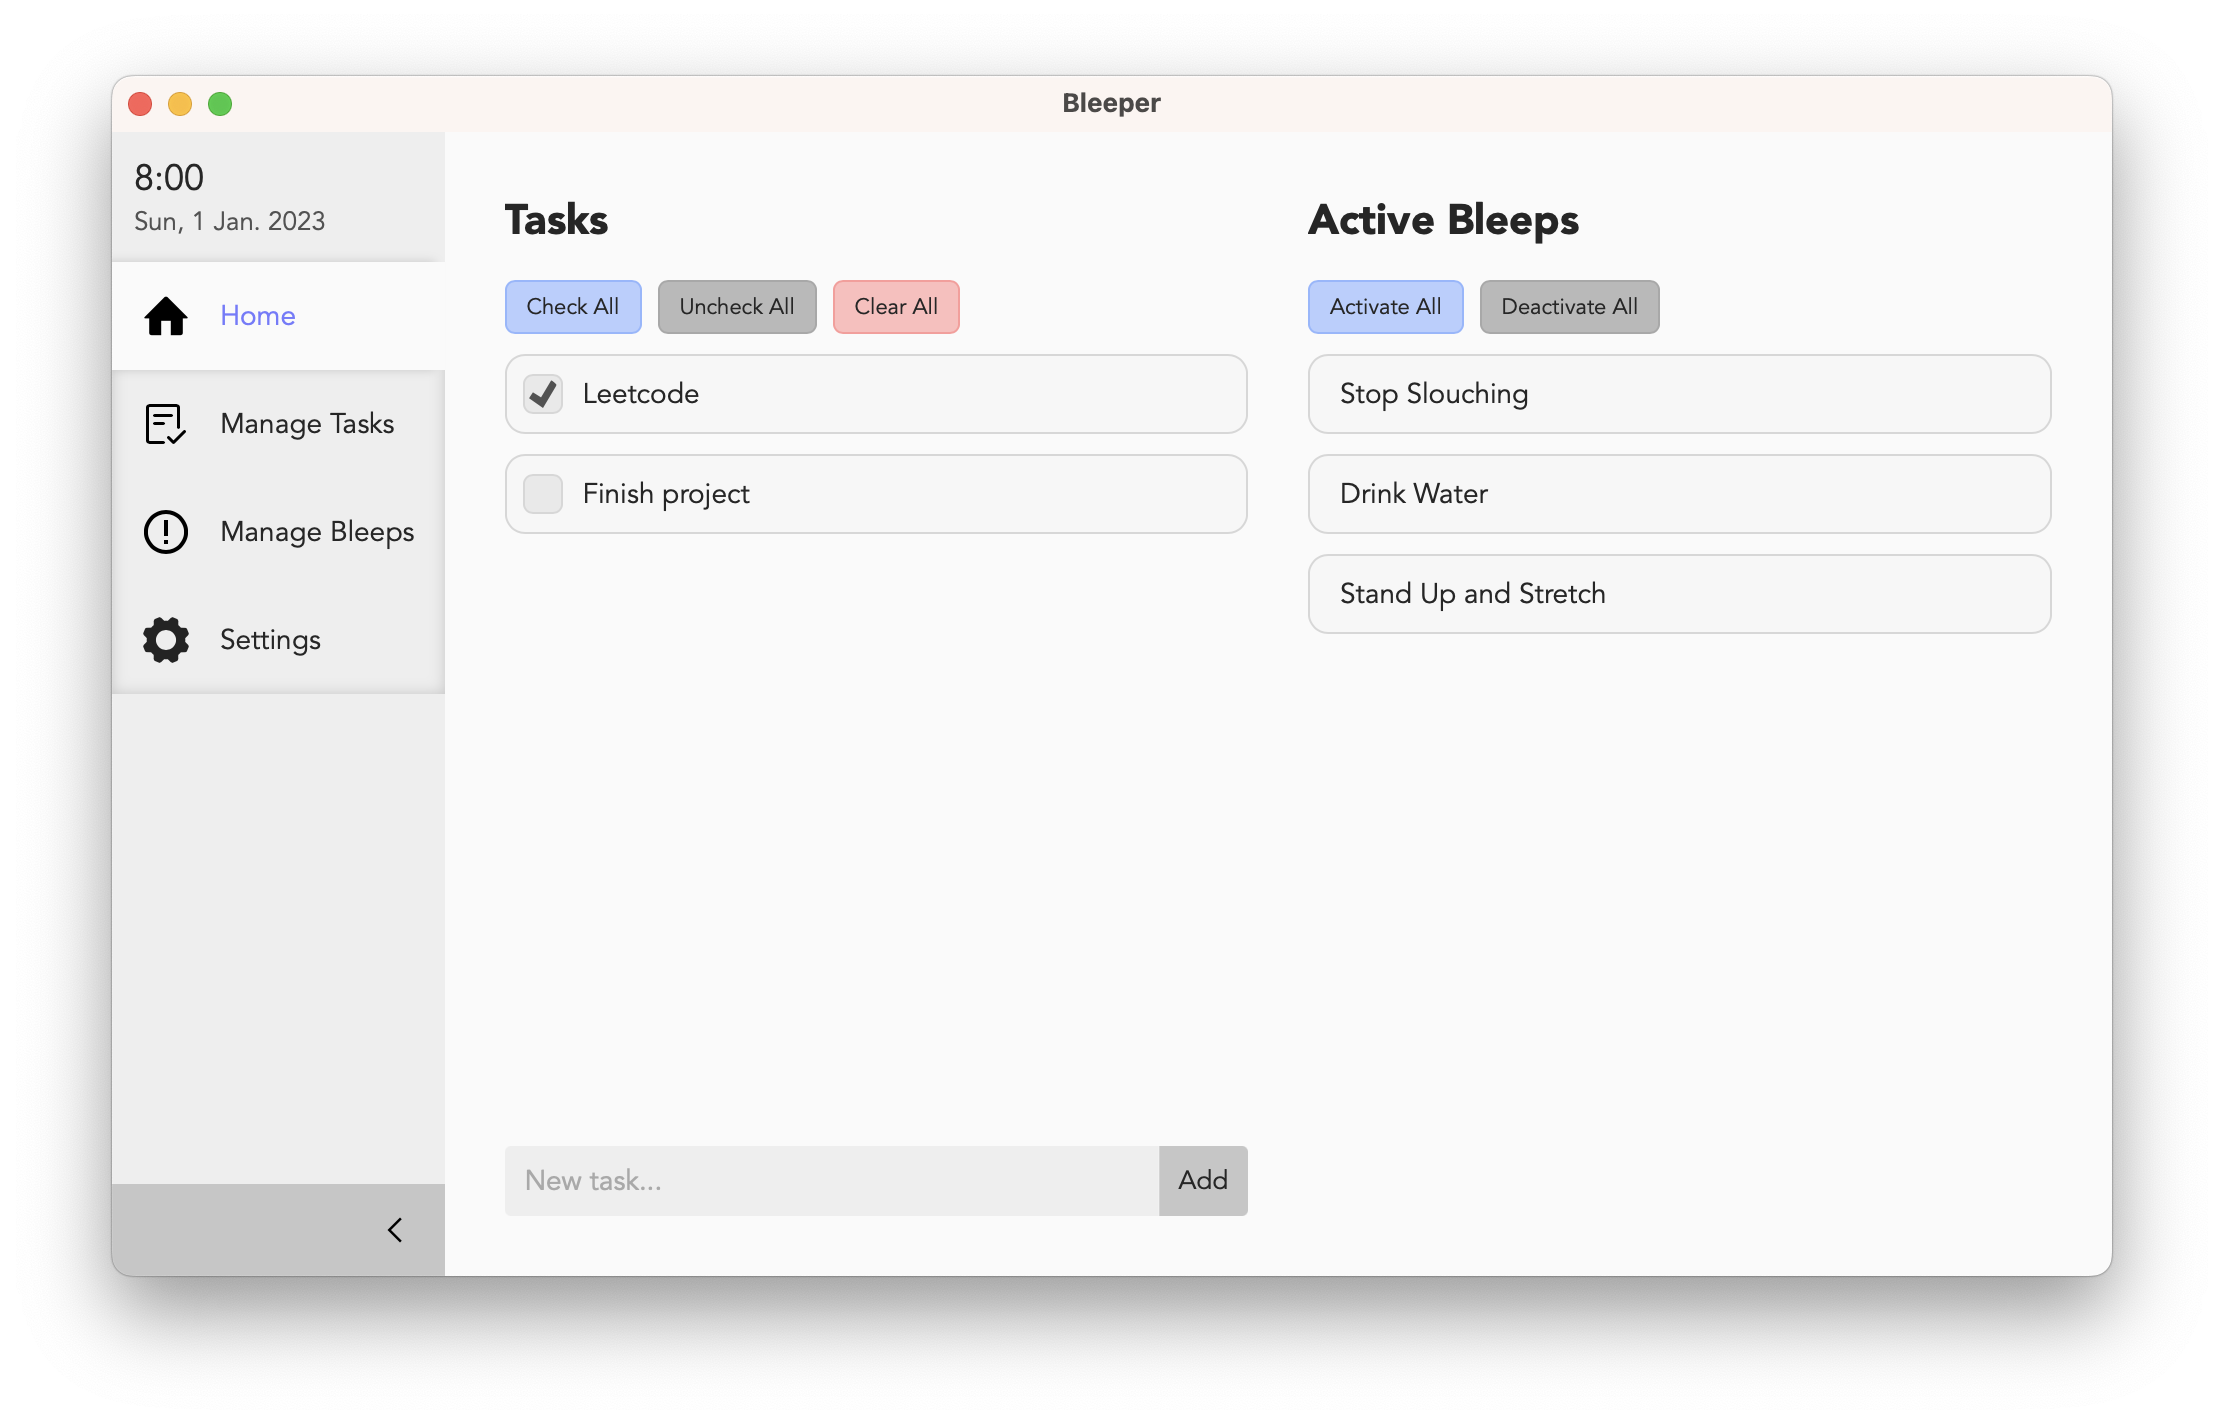 Bleeper
8:00
Sun, 1 Jan. 2023
Home
Manage Tasks
Manage Bleeps
Settings
Tasks
Check All
Uncheck All
Clear All
Leetcode
Finish project
New task...
Add
Active Bleeps
Activate All
Deactivate All
Stop Slouching
Drink Water
Stand Up and Stretch